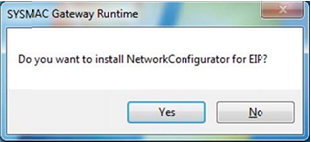 SYSMAC Gateway Runtime
Do you want to install NetworkConfigurator for EIP?
Yes
No